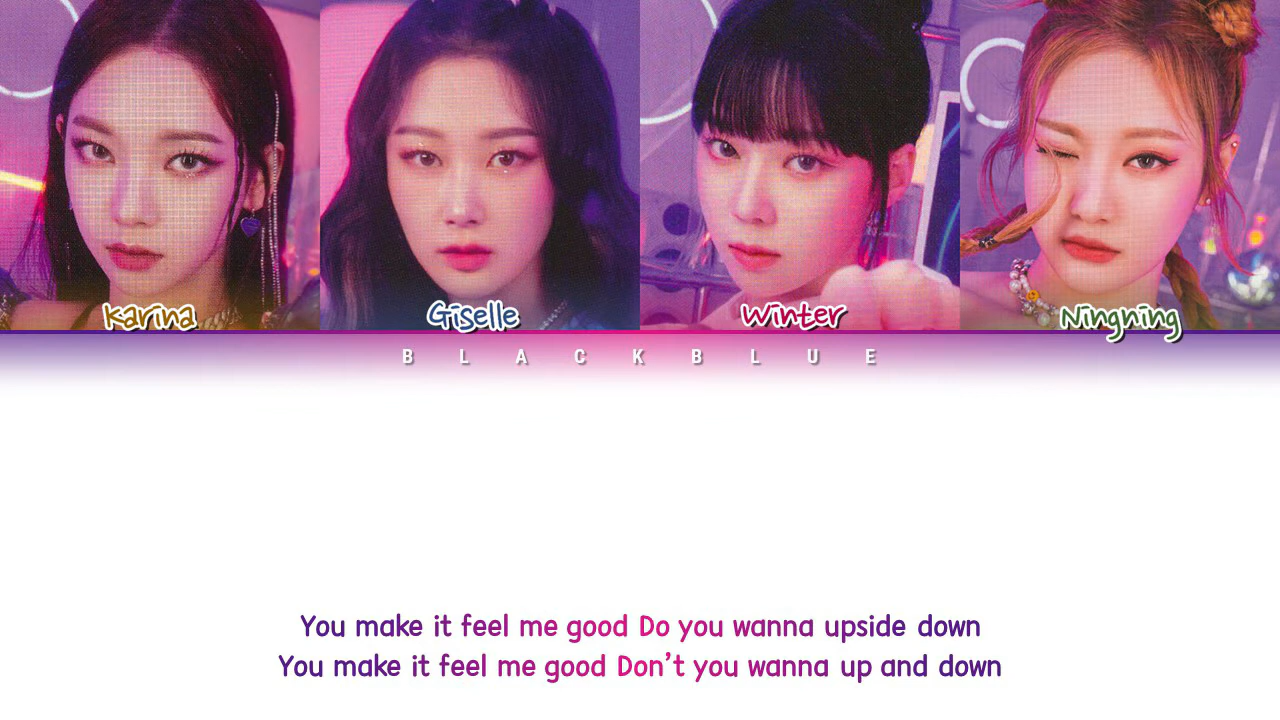 Karina
Giselle
Winter
Ningning
B L A C K B L U E
You make it feel me good Do you wanna upside down
You make it feel me good Don't you wanna up and down